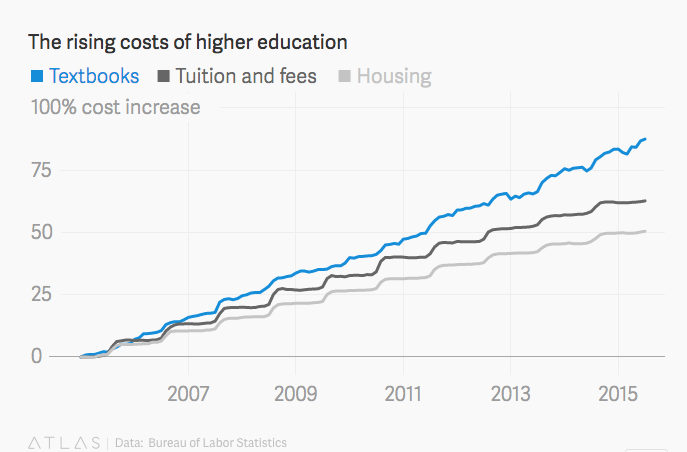 The rising costs of higher education
Textbooks Tuition and fees Housing
100% cost increase
75
50
25
0
2007 2009 2011 2013 2015
ATLAS | Data: Bureau of Labor Statistics